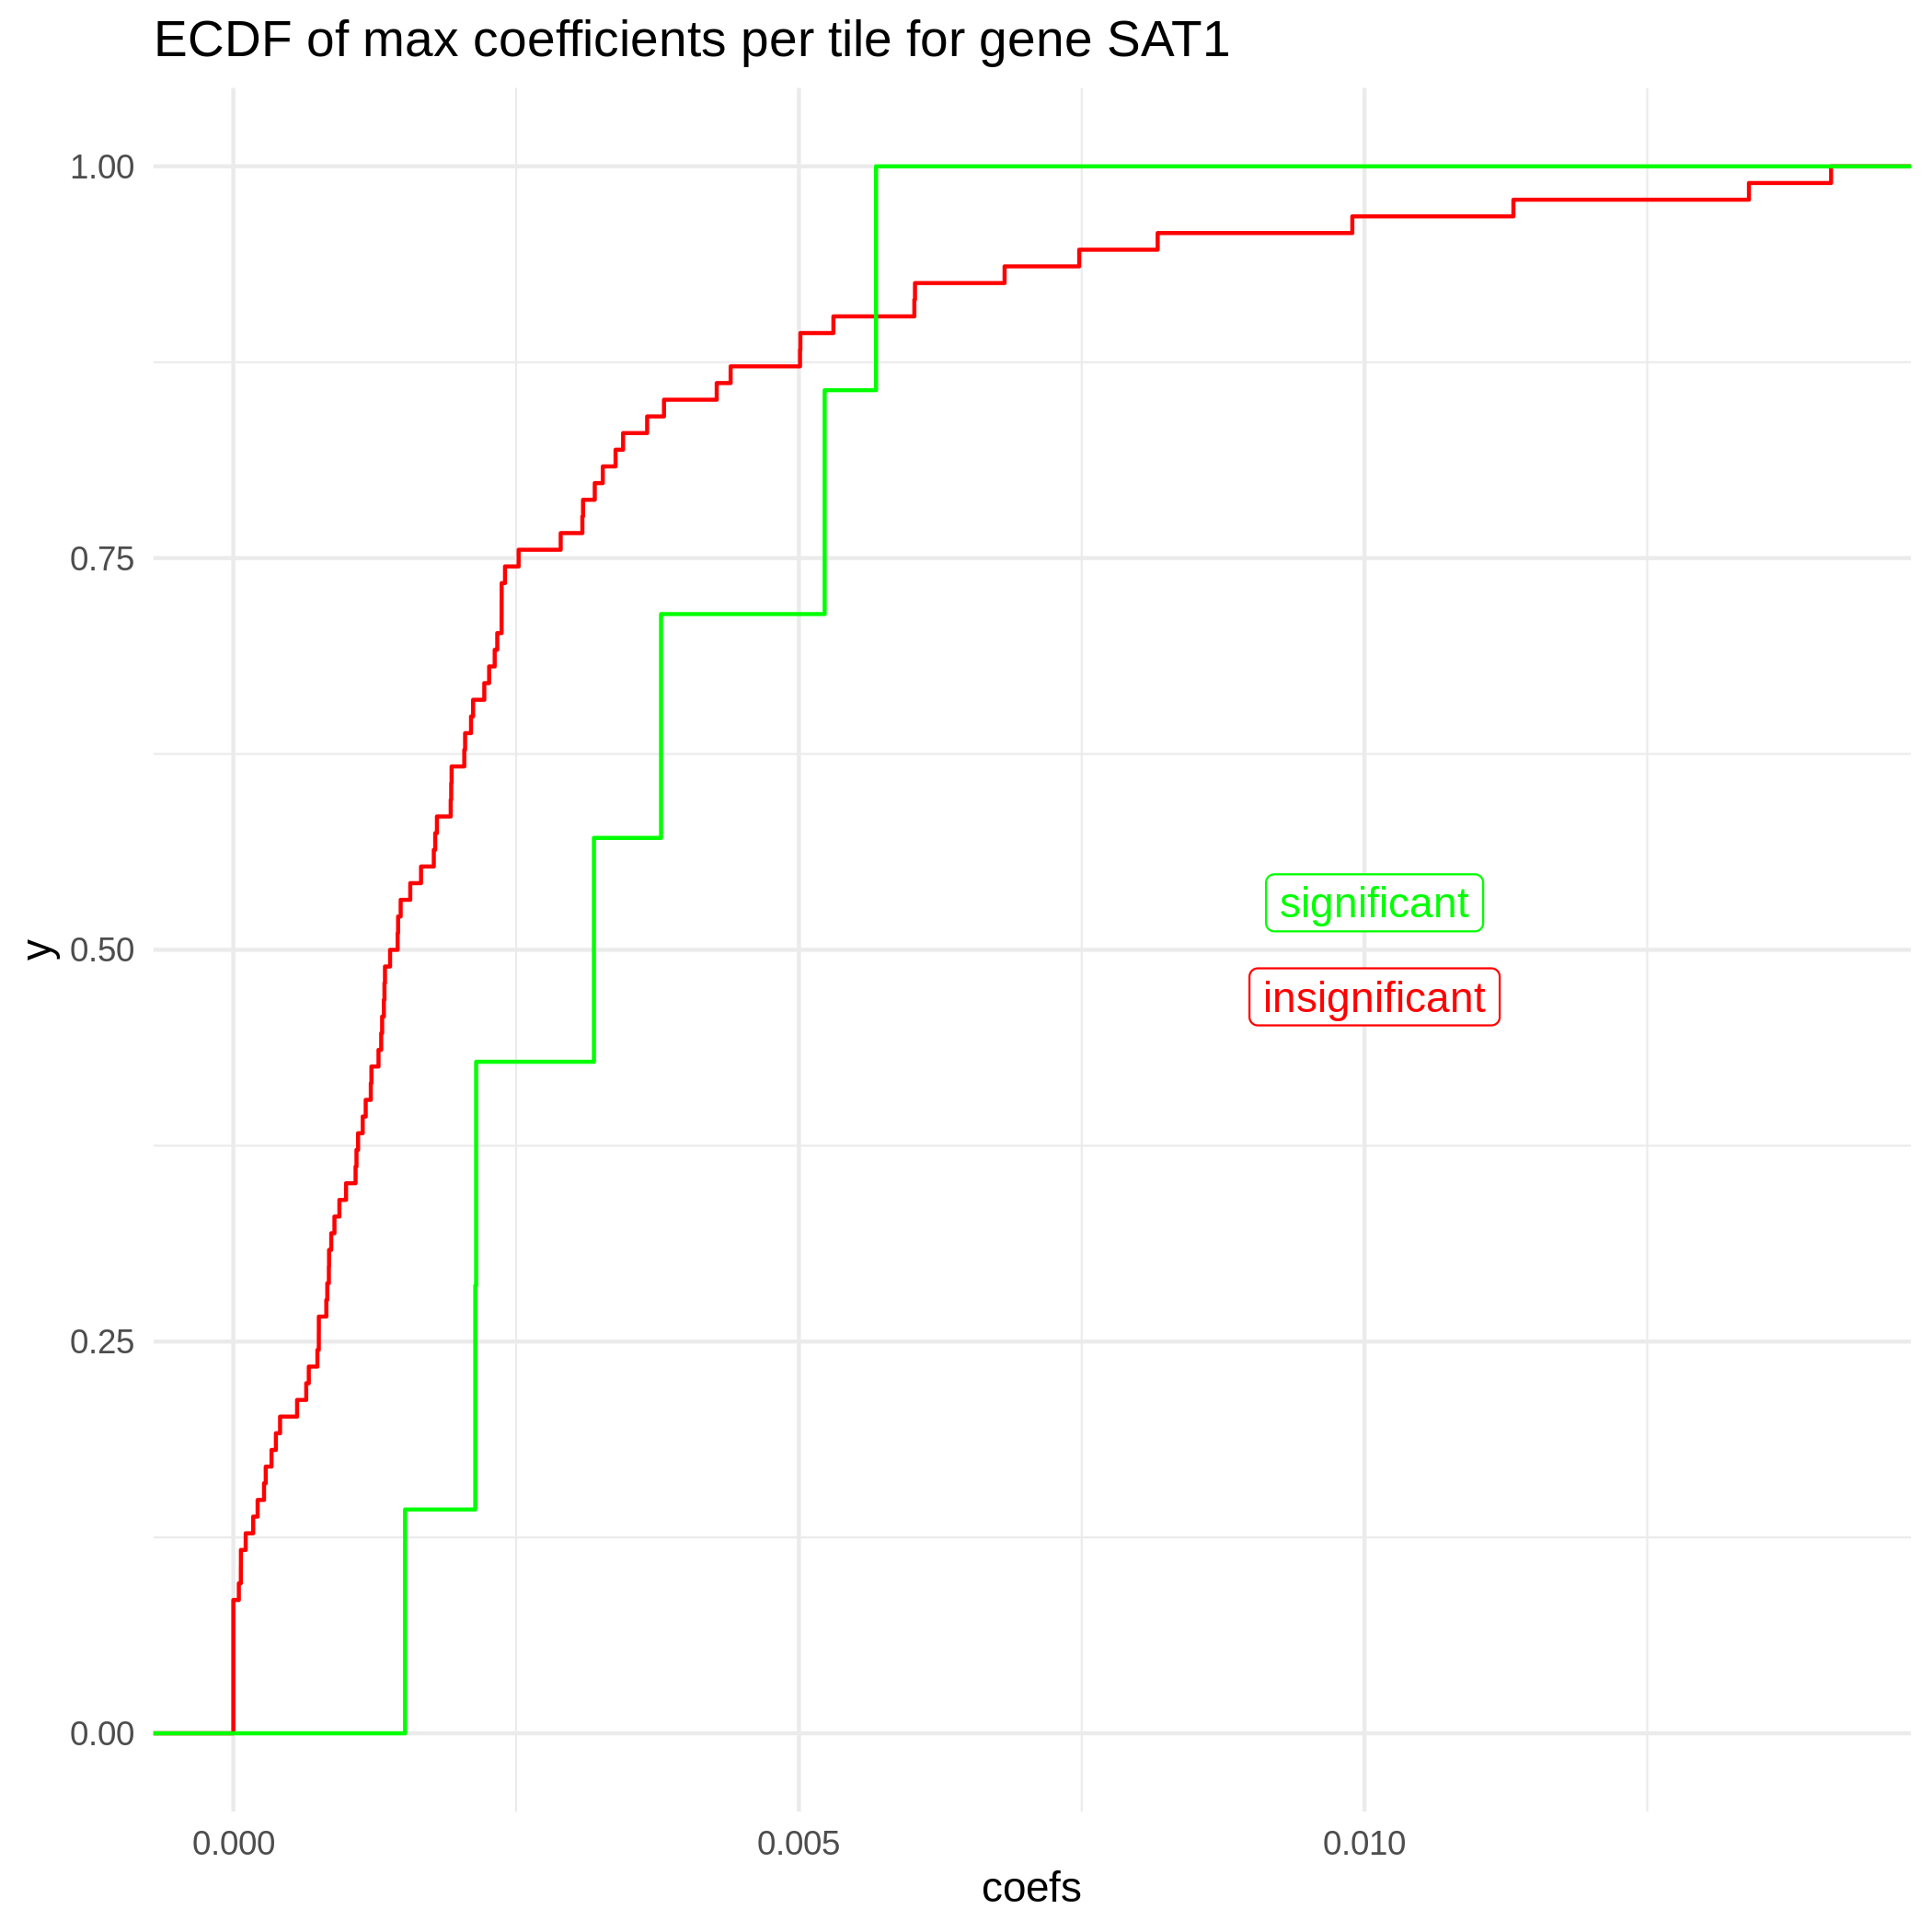 ECDF of max coefficients per tile for gene SAT1
1.00
0.75
0.50
0.25
0.00
y
significant
insignificant
0.000
0.005
0.010
coefs